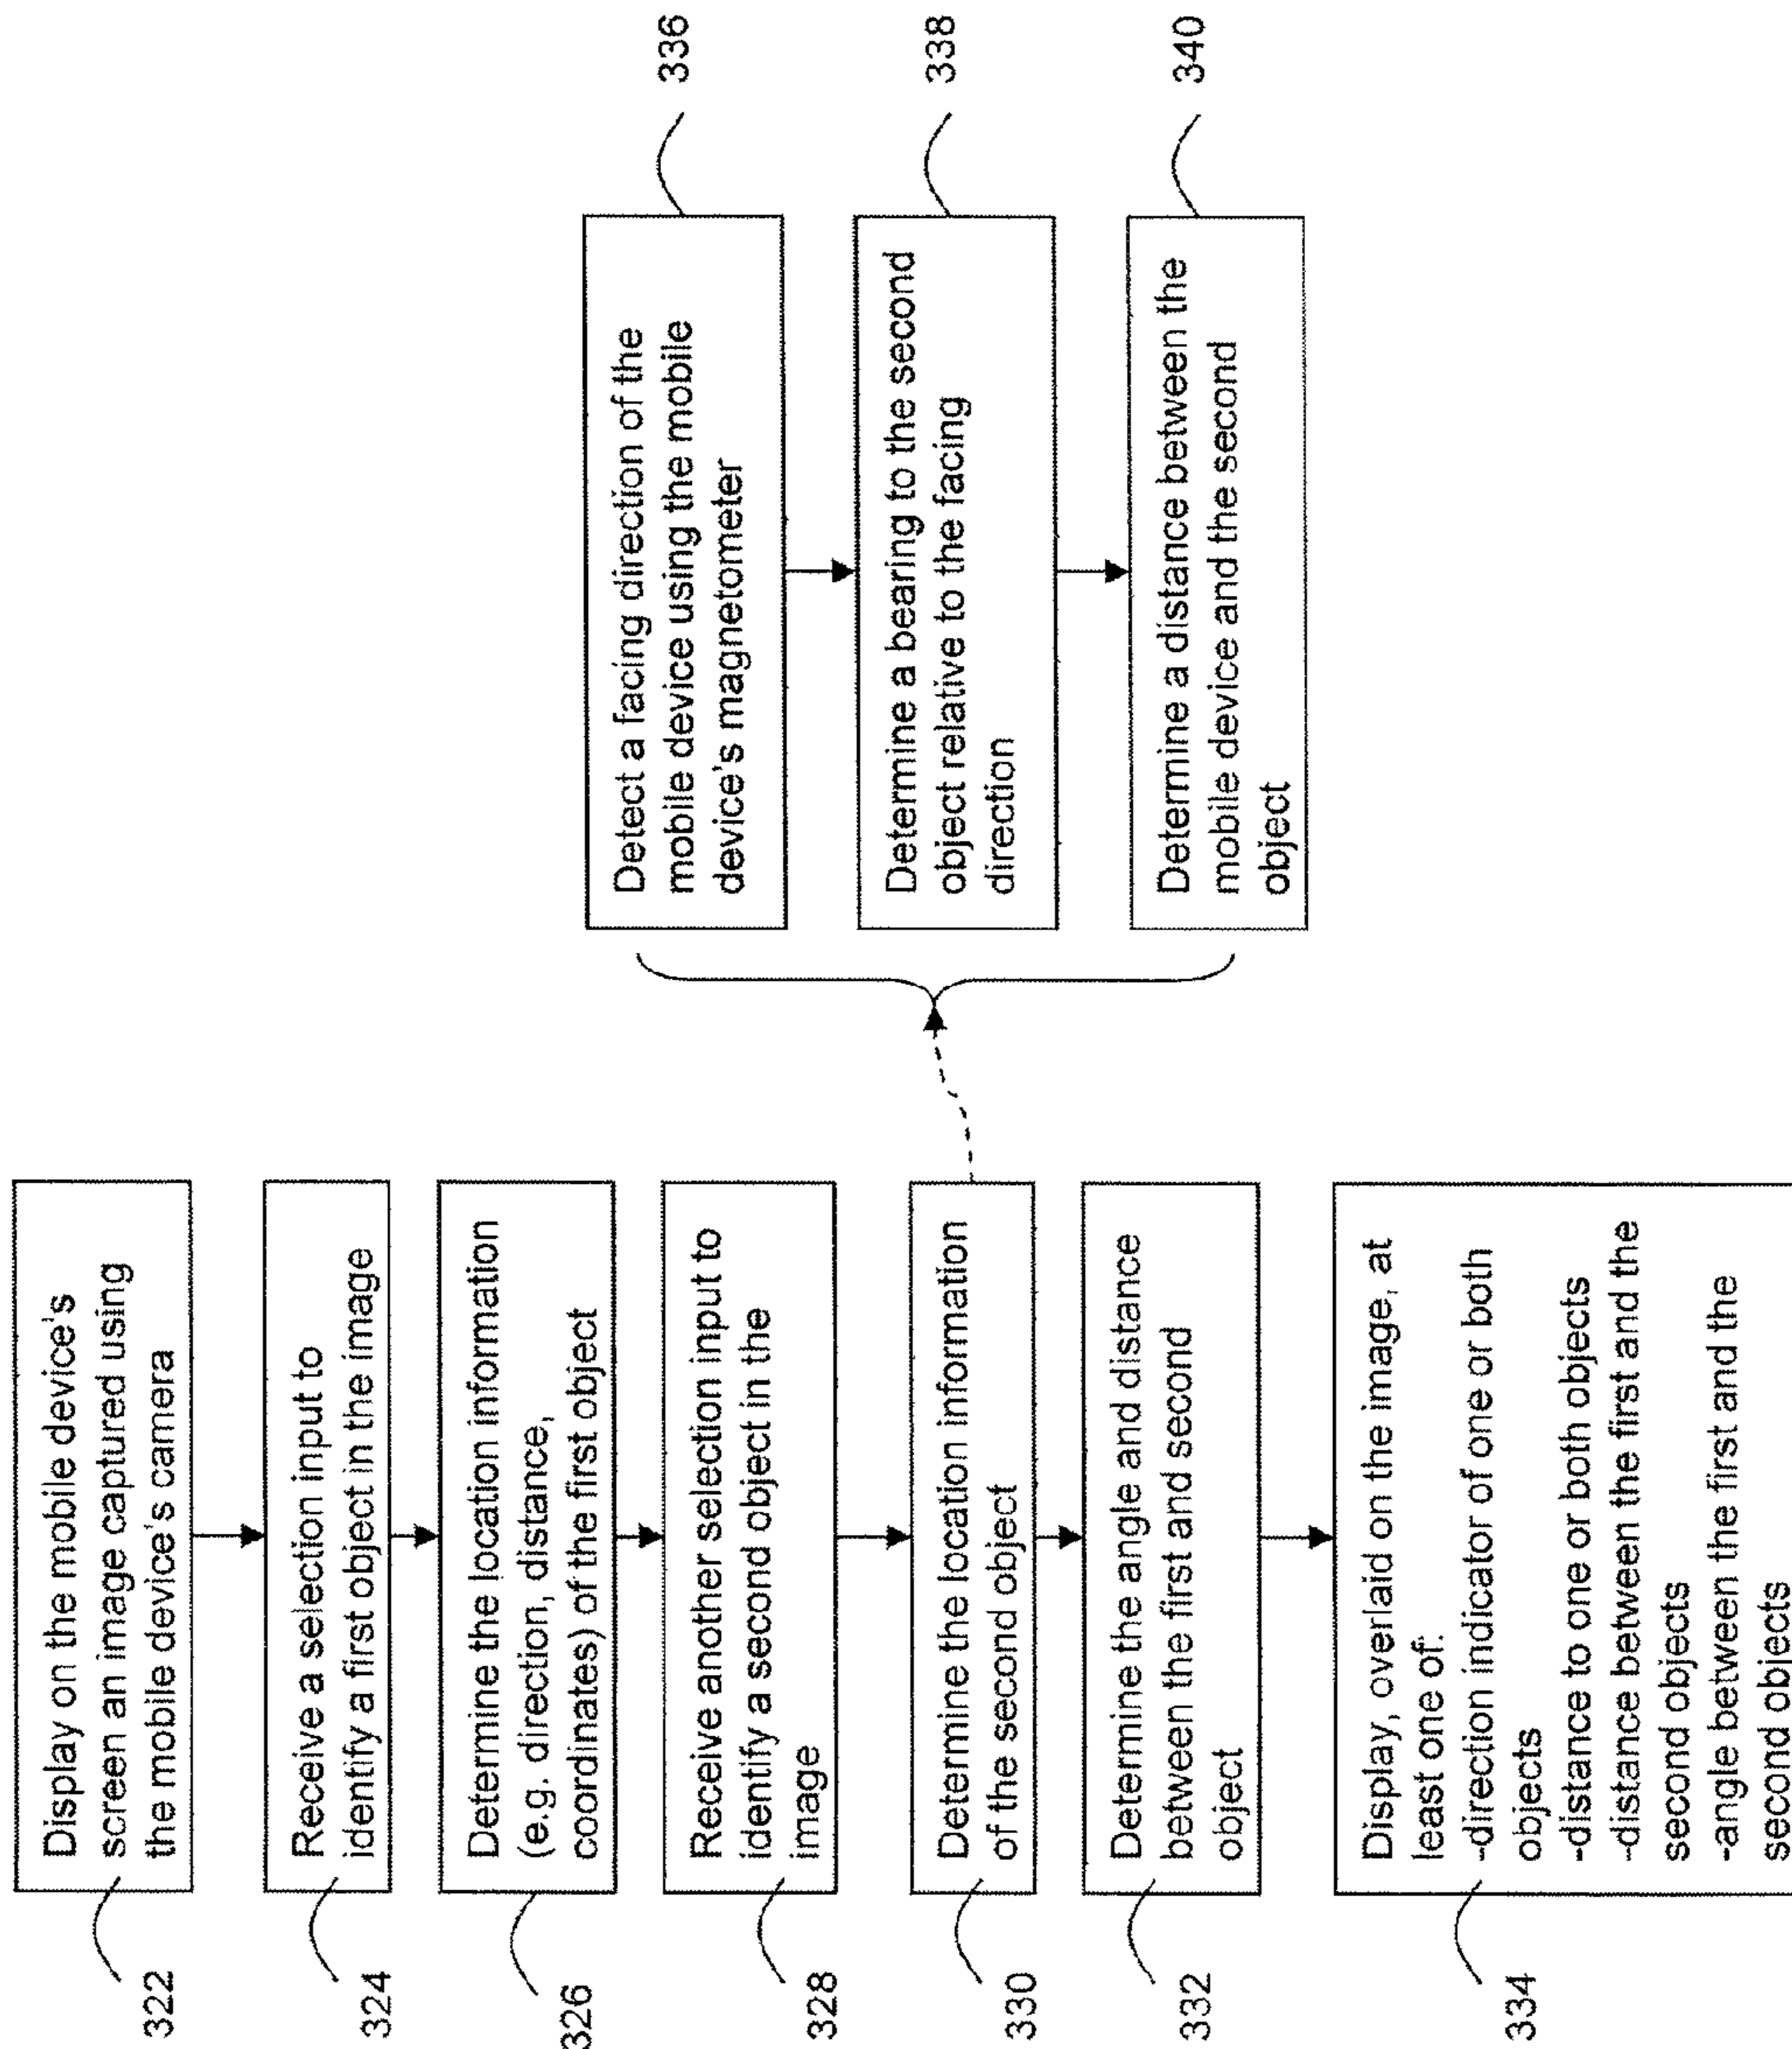 322
Display on the mobile device's
screen an image captured using
the mobile device's camera
324
Receive a selection input to
identify a first object in the image
326
Determine the location information
(e.g. direction, distance,
coordinates) of the first object
328
Receive another selection input to
identify a second object in the
image
330
Determine the location information
of the second object
332
Determine the angle and distance
between the first and second
object
334
Display, overlaid on the image, at
least one of:
-direction indicator of one or both
objects
-distance to one or both objects
-distance between the first and the
second objects
-angle between the first and the
second objects
336
Detect a facing direction of the
mobile device using the mobile
device's magnetometer
338
Determine a bearing to the second
object relative to the facing
direction
340
Determine a distance between the
mobile device and the second
object